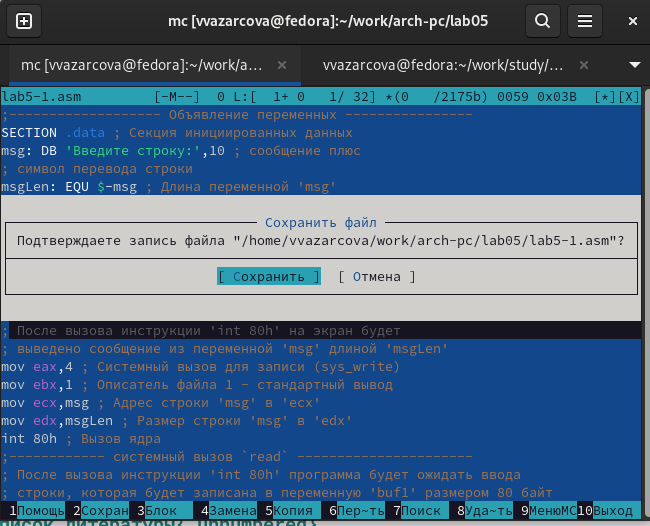 mc [vvazarcova@fedora]:~/work/arch-pc/lab05
mc [vvazarcova@fedora]:~/work/a... × vvazarcova@fedora:~/work/study/... ×
lab5-1.asm [-M--] 0 L:[ 1+ 0 1/ 32] *(0 /2175b) 0059 0x03B [*][X]
;------------------- Объявление переменных ----------------
SECTION .data ; Секция инициированных данных
msg: DB 'Введите строку:',10 ; сообщение плюс
; символ перевода строки
msgLen: EQU $-msg ; Длина переменной 'msg'
Сохранить файл
Подтверждаете запись файла "/home/vvazarcova/work/arch-pc/lab05/lab5-1.asm"?
[ Сохранить ] [ Отмена ]
; После вызова инструкции 'int 80h' на экран будет
; выведено сообщение из переменной 'msg' длиной 'msgLen'
mov eax,4 ; Системный вызов для записи (sys_write)
mov ebx,1 ; Описатель файла 1 - стандартный вывод
mov ecx,msg ; Адрес строки 'msg' в 'ecx'
mov edx,msgLen ; Размер строки 'msg' в 'edx'
int 80h ; Вызов ядра
;------------ системный вызов `read` ----------------------
; После вызова инструкции 'int 80h' программа будет ожидать ввода
; строки, которая будет записана в переменную 'buf1' размером 80 байт
1Помощь 2Сохран 3Блок 4Замена 5Копия 6Пер~ть 7Поиск 8Уда~ть 9МенюMC 10Выход